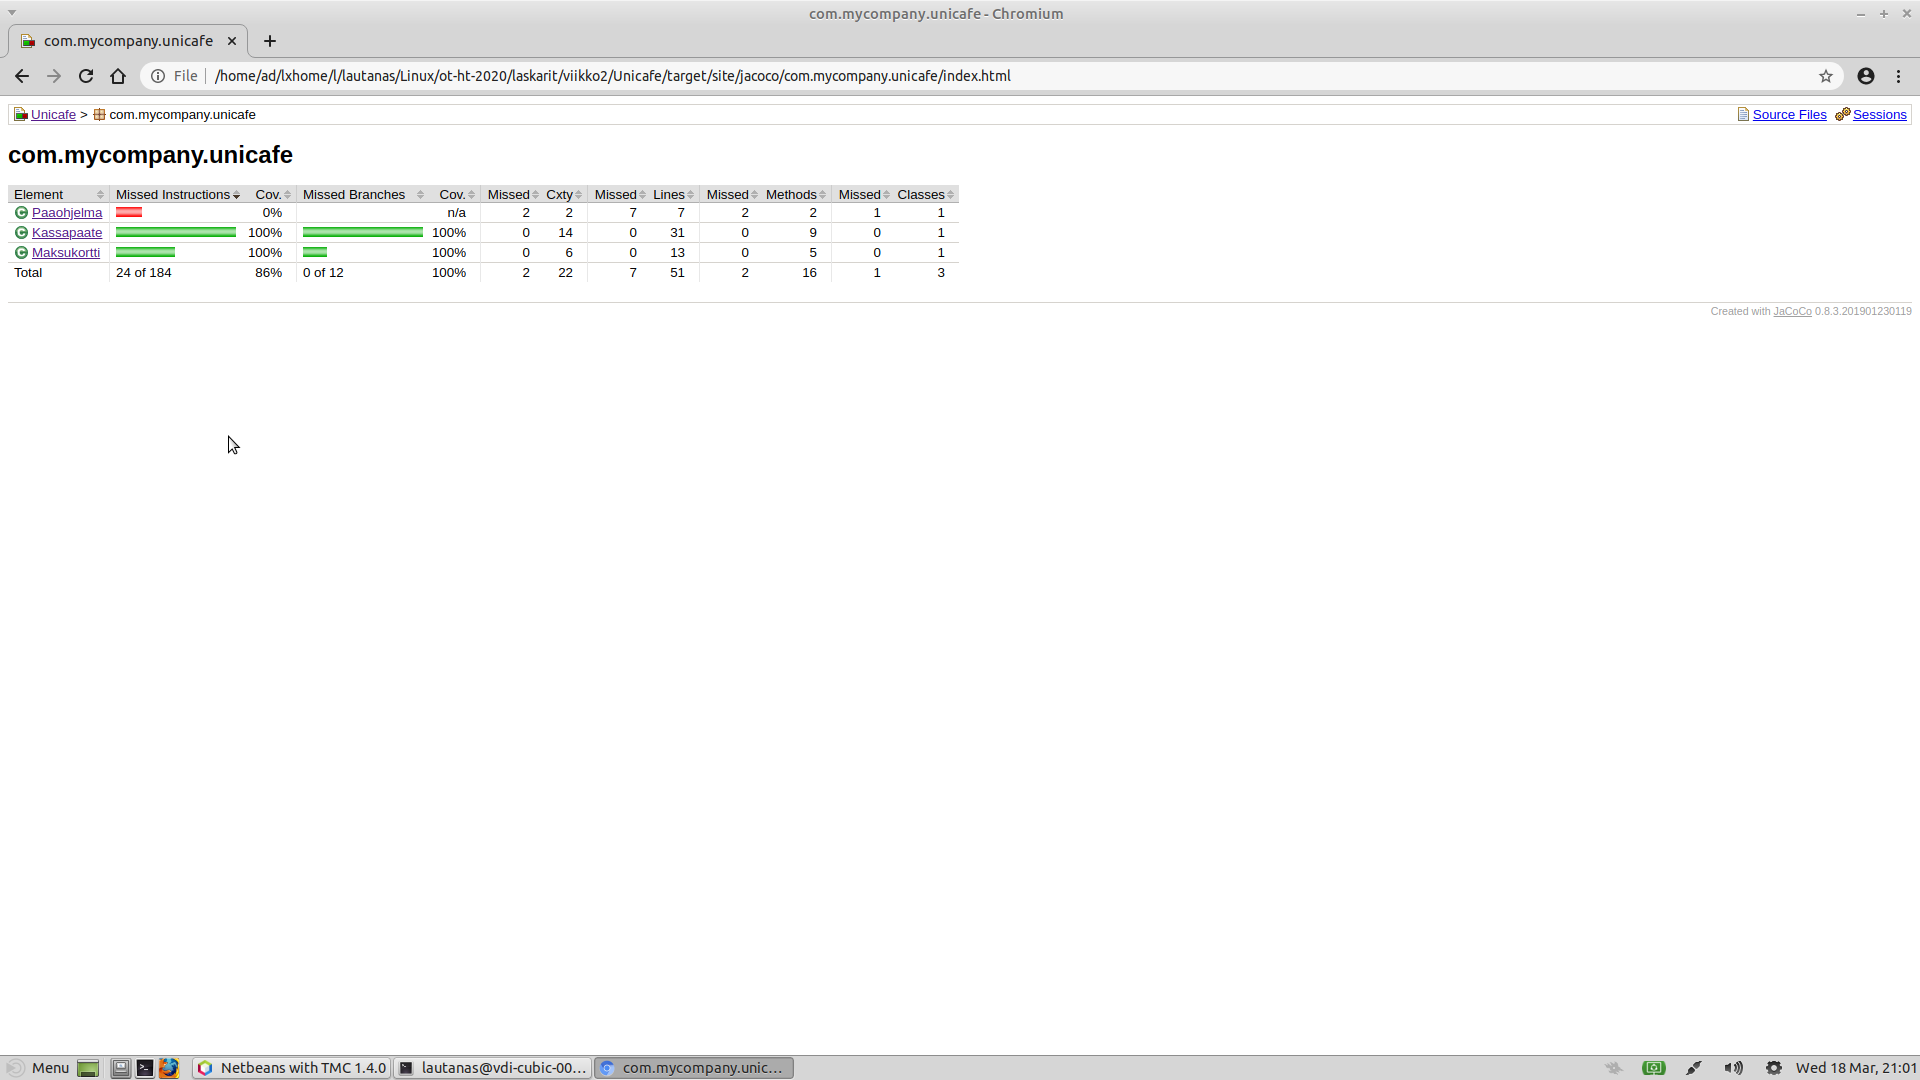 com.mycompany.unicafe - Chromium
com.mycompany.unicafe
File /home/ad/lxhome/l/lautanas/Linux/ot-ht-2020/laskarit/viikko2/Unicafe/target/site/jacoco/com.mycompany.unicafe/index.html
Unicafe > com.mycompany.unicafe Source Files Sessions
com.mycompany.unicafe
Element Missed Instructions Cov. Missed Branches Cov. Missed Cxty Missed Lines Missed Methods Missed Classes
Paaohjelma 0% n/a 2 2 7 7 2 2 1 1
Kassapaate 100% 100% 0 14 0 31 0 9 0 1
Maksukortti 100% 100% 0 6 0 13 0 5 0 1
Total 24 of 184 86% 0 of 12 100% 2 22 7 51 2 16 1 3
Created with JaCoCo 0.8.3.201901230119
Menu Netbeans with TMC 1.4.0 lautanas@vdi-cubic-00... com.mycompany.unic... Wed 18 Mar, 21:01